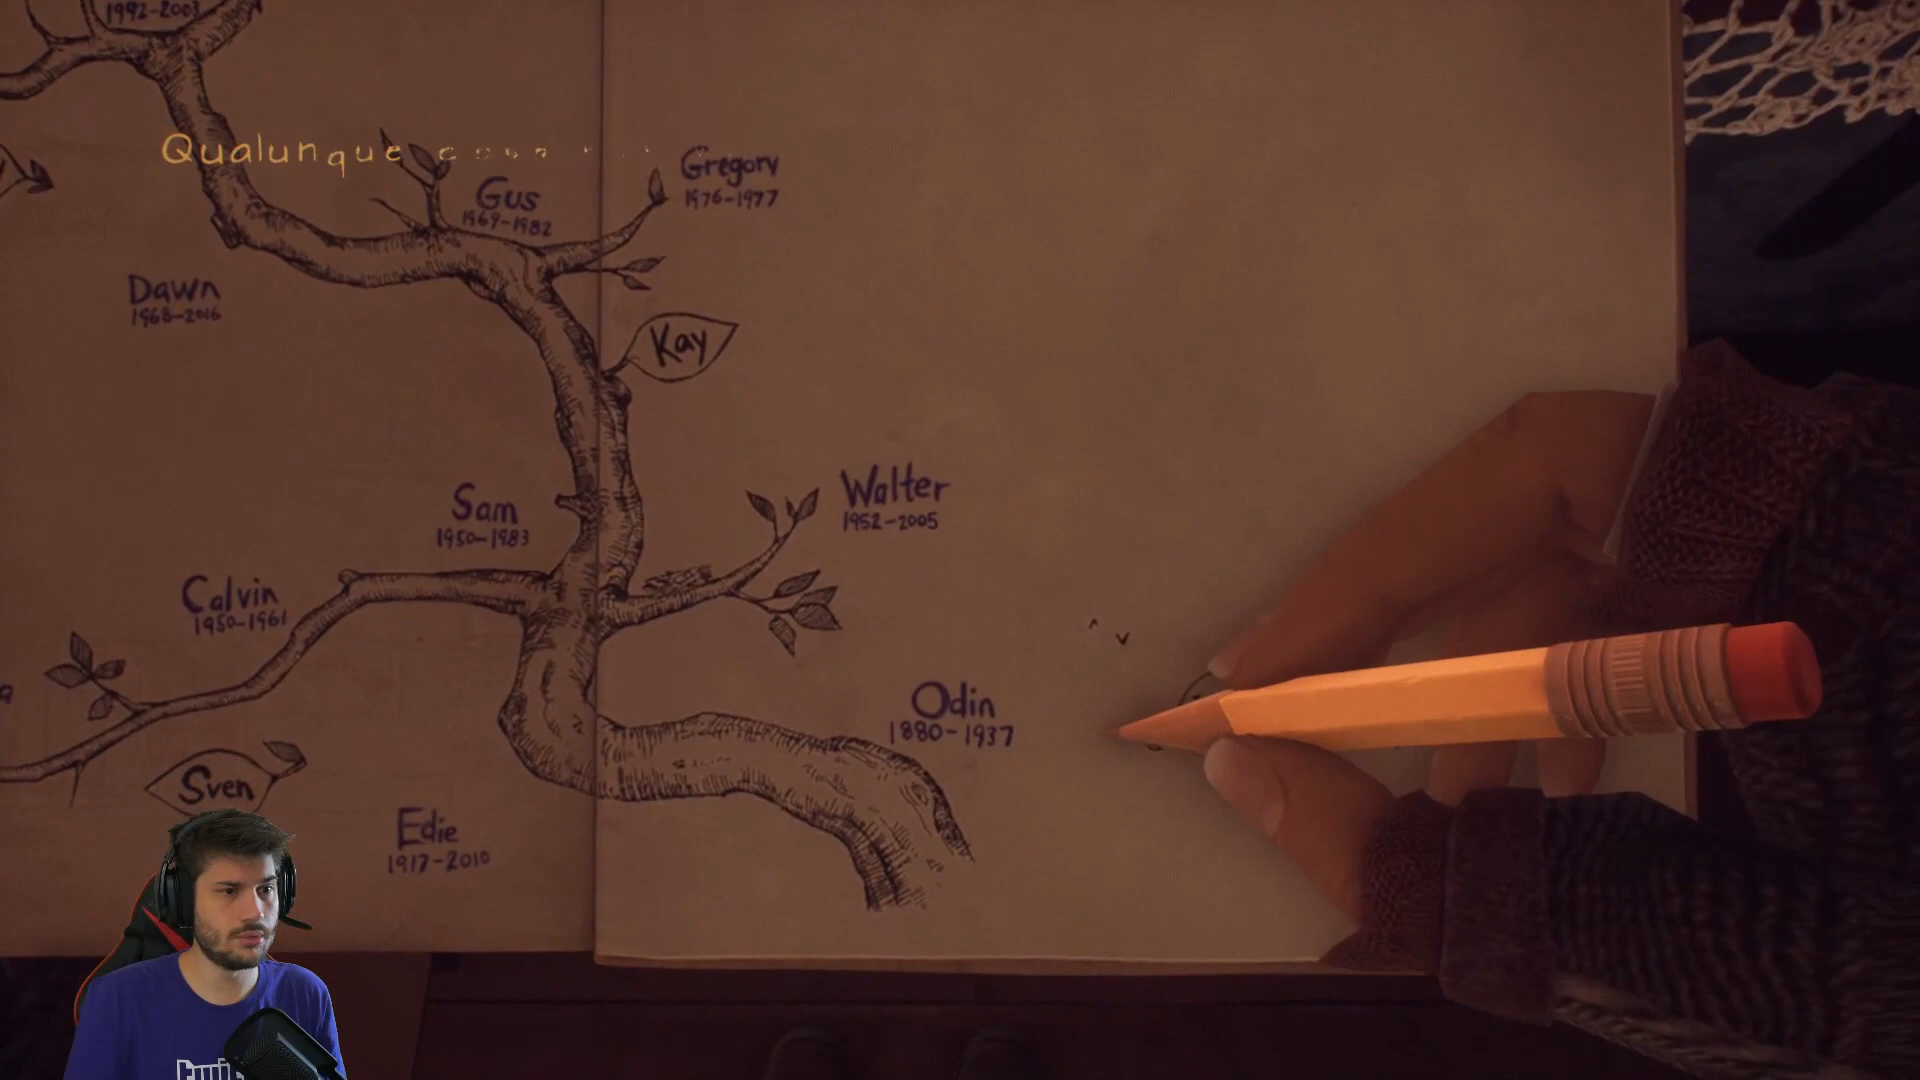 1992-2003
Qualunque
Gus
1969-1982
Gregory
1976-1977
Dawn
1968-2016
Kay
Sam
1950-1983
Walter
1952-2005
Calvin
1950-1961
Odin
1880-1937
Sven
Edie
1917-2010